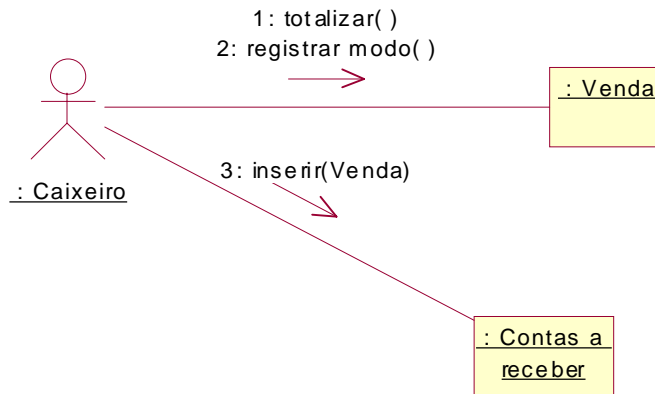 1: totalizar( )
2: registrar modo( )
: Venda
: Caixeiro
3: inserir(Venda)
: Contas a
receber